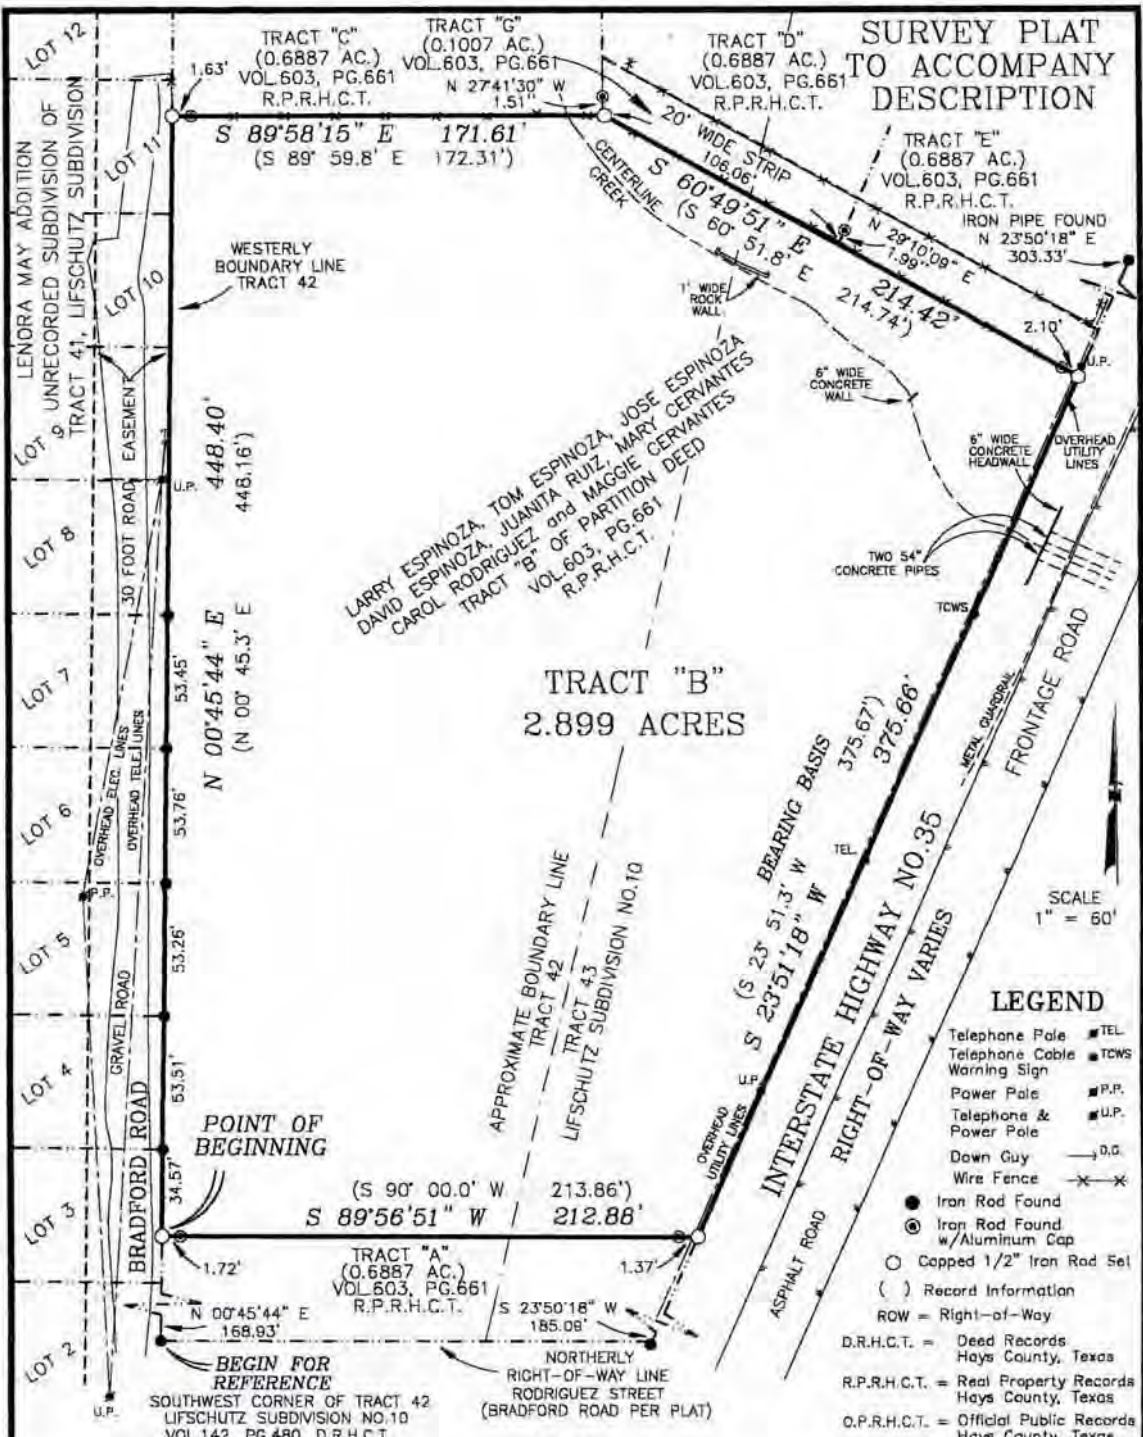 SURVEY PLAT
TO ACCOMPANY
DESCRIPTION
LOT 12
LOT 11
LOT 10
LOT 9
LOT 8
LOT 7
LOT 6
LOT 5
LOT 4
LOT 3
LOT 2
LENORA MAY ADDITION
UNRECORDED SUBDIVISION OF
TRACT 41, LIFSCHUTZ SUBDIVISION
1.63'
TRACT "C"
(0.6887 AC.)
VOL.603, PG.661
R.P.R.H.C.T.
TRACT "G"
(0.1007 AC.)
VOL.603, PG.661
N 27°41'30" W
1.51''
TRACT "D"
(0.6887 AC.)
VOL.603, PG.661
R.P.R.H.C.T.
TRACT "E"
(0.6887 AC.)
VOL.603, PG.661
R.P.R.H.C.T.
IRON PIPE FOUND
N 23°50'18" E
303.33'
S 89°58'15" E 171.61'
(S 89° 59.8' E 172.31')
20' WIDE STRIP
106.06'
S 60°49'51" E 214.42'
(S 60° 51.8' E 214.74')
N 29°10'09" E
1.99''
2.10'
U.P.
CENTERLINE
CREEK
1' WIDE
ROCK
WALL
6" WIDE
CONCRETE
WALL
6" WIDE
CONCRETE
HEADWALL
OVERHEAD
UTILITY
LINES
TWO 54"
CONCRETE PIPES
TCWS
WESTERLY
BOUNDARY LINE
TRACT 42
30 FOOT ROAD EASEMENT
U.P.
N 00°45'44" E 448.40'
(N 00° 45.3' E 448.16')
LARRY ESPINOZA, TOM ESPINOZA, JOSE ESPINOZA
DAVID ESPINOZA, JUANITA RUIZ, MARY CERVANTES
CAROL RODRIGUEZ and MAGGIE CERVANTES
TRACT "B" OF PARTITION DEED
VOL.603, PG.661
R.P.R.H.C.T.
TRACT "B"
2.899 ACRES
53.45'
53.76'
53.26'
53.51'
34.57'
OVERHEAD ELEC. LINES
OVERHEAD TELE. LINES
P.P.
GRAVEL ROAD
BRADFORD ROAD
APPROXIMATE BOUNDARY LINE
TRACT 42
TRACT 43
LIFSCHUTZ SUBDIVISION NO.10
BEARING BASIS
(S 23° 51.3' W 375.67')
S 23°51'18" W 375.66'
TEL.
U.P.
OVERHEAD
UTILITY LINES
METAL GUARDRAIL
FRONTAGE ROAD
INTERSTATE HIGHWAY NO.35
RIGHT-OF-WAY VARIES
ASPHALT ROAD
POINT OF
BEGINNING
(S 90° 00.0' W 213.86')
S 89°56'51" W 212.88'
1.72'
TRACT "A"
(0.6887 AC.)
VOL.603, PG.661
R.P.R.H.C.T.
1.37'
N 00°45'44" E
168.93'
S 23°50'18" W
185.09'
BEGIN FOR
REFERENCE
SOUTHWEST CORNER OF TRACT 42
LIFSCHUTZ SUBDIVISION NO.10
VOL.142, PG.480, D.R.H.C.T.
U.P.
NORTHERLY
RIGHT-OF-WAY LINE
RODRIGUEZ STREET
(BRADFORD ROAD PER PLAT)
SCALE
1" = 60'
LEGEND
Telephone Pole TEL.
Telephone Cable TCWS
Warning Sign
Power Pole P.P.
Telephone & U.P.
Power Pole
Down Guy D.G.
Wire Fence
Iron Rod Found
Iron Rod Found
w/Aluminum Cap
Capped 1/2" Iron Rod Set
( ) Record Information
ROW = Right-of-Way
D.R.H.C.T. = Deed Records
Hays County, Texas
R.P.R.H.C.T. = Real Property Records
Hays County, Texas
O.P.R.H.C.T. = Official Public Records
Hays County, Texas